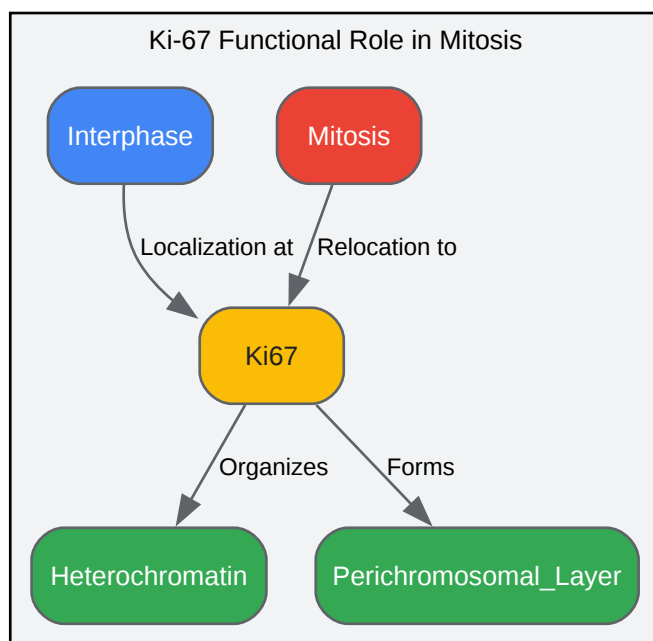 Ki-67 Functional Role in Mitosis
Interphase
Mitosis
Localization at
Relocation to
Ki67
Organizes
Forms
Heterochromatin
Perichromosomal_Layer